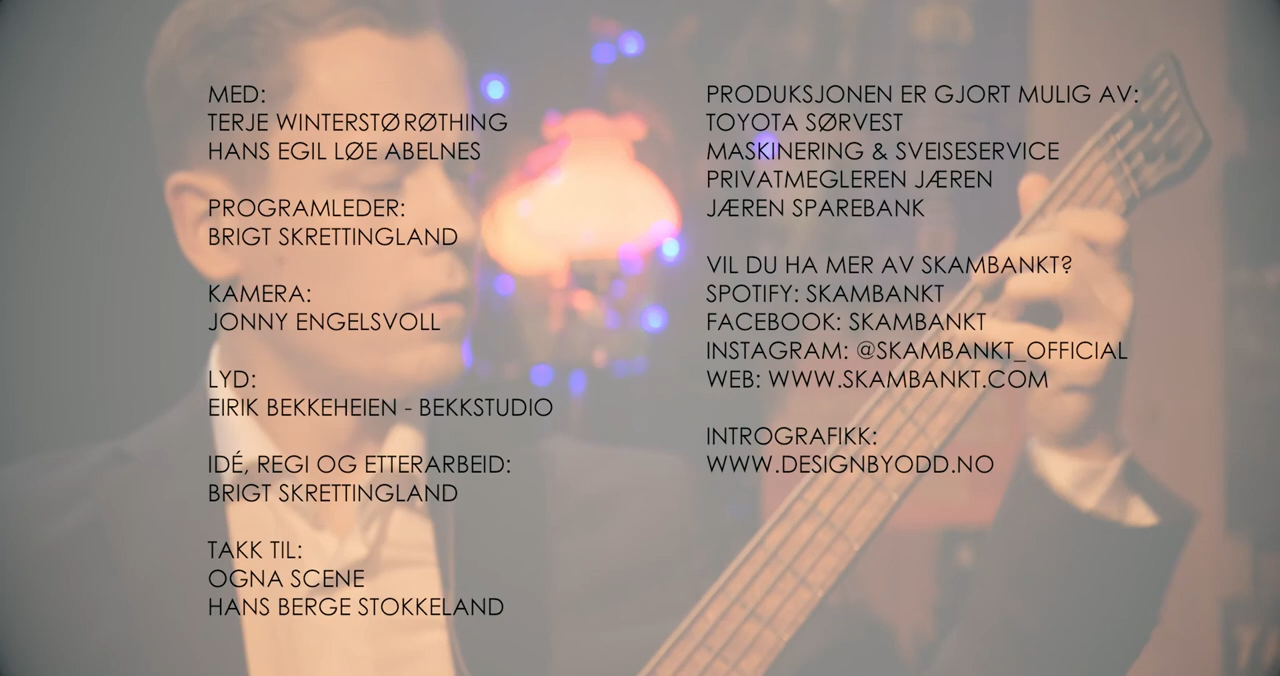 MED:
TERJE WINTERSTØ RØTHING
HANS EGIL LØE ABELNES
PROGRAMLEDER:
BRIGT SKRETTINGLAND
KAMERA:
JONNY ENGELSVOLL
LYD:
EIRIK BEKKEHEIEN - BEKKSTUDIO
IDÉ, REGI OG ETTERARBEID:
BRIGT SKRETTINGLAND
TAKK TIL:
OGNA SCENE
HANS BERGE STOKKELAND
PRODUKSJONEN ER GJORT MULIG AV:
TOYOTA SØRVEST
MASKINERING & SVEISESERVICE
PRIVATMEGLEREN JÆREN
JÆREN SPAREBANK
VIL DU HA MER AV SKAMBANKT?
SPOTIFY: SKAMBANKT
FACEBOOK: SKAMBANKT
INSTAGRAM: @SKAMBANKT_OFFICIAL
WEB: WWW.SKAMBANKT.COM
INTROGRAFIKK:
WWW.DESIGNBYODD.NO